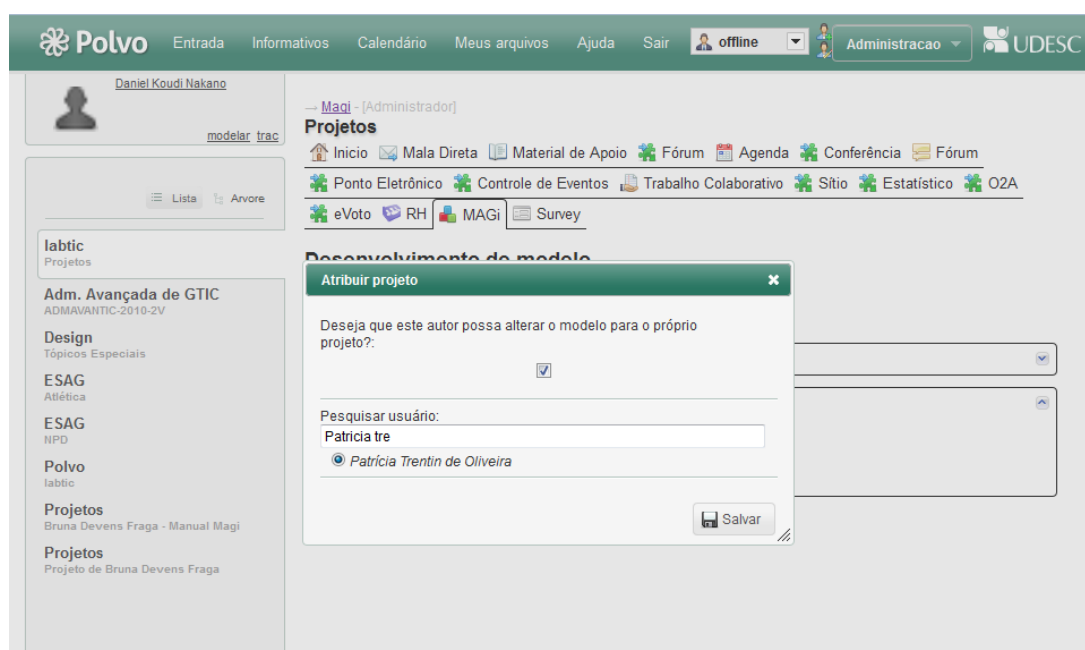 Polvo Entrada Informativos Calendário Meus arquivos Ajuda Sair offline Administracao UDESC
Daniel Koudi Nakano
modelar trac
Lista Arvore
labtic
Projetos
Adm. Avançada de GTIC
ADMAVANTIC-2010-2V
Design
Tópicos Especiais
ESAG
Atlética
ESAG
NPD
Polvo
labtic
Projetos
Bruna Devens Fraga - Manual Magi
Projetos
Projeto de Bruna Devens Fraga
→ Magi - [Administrador]
Projetos
Inicio Mala Direta Material de Apoio Fórum Agenda Conferência Fórum
Ponto Eletrônico Controle de Eventos Trabalho Colaborativo Sítio Estatístico O2A
eVoto RH MAGi Survey
Desenvolvimento do modelo
Atribuir projeto
Deseja que este autor possa alterar o modelo para o próprio
projeto?:
Pesquisar usuário:
Patricia tre
Patrícia Trentin de Oliveira
Salvar